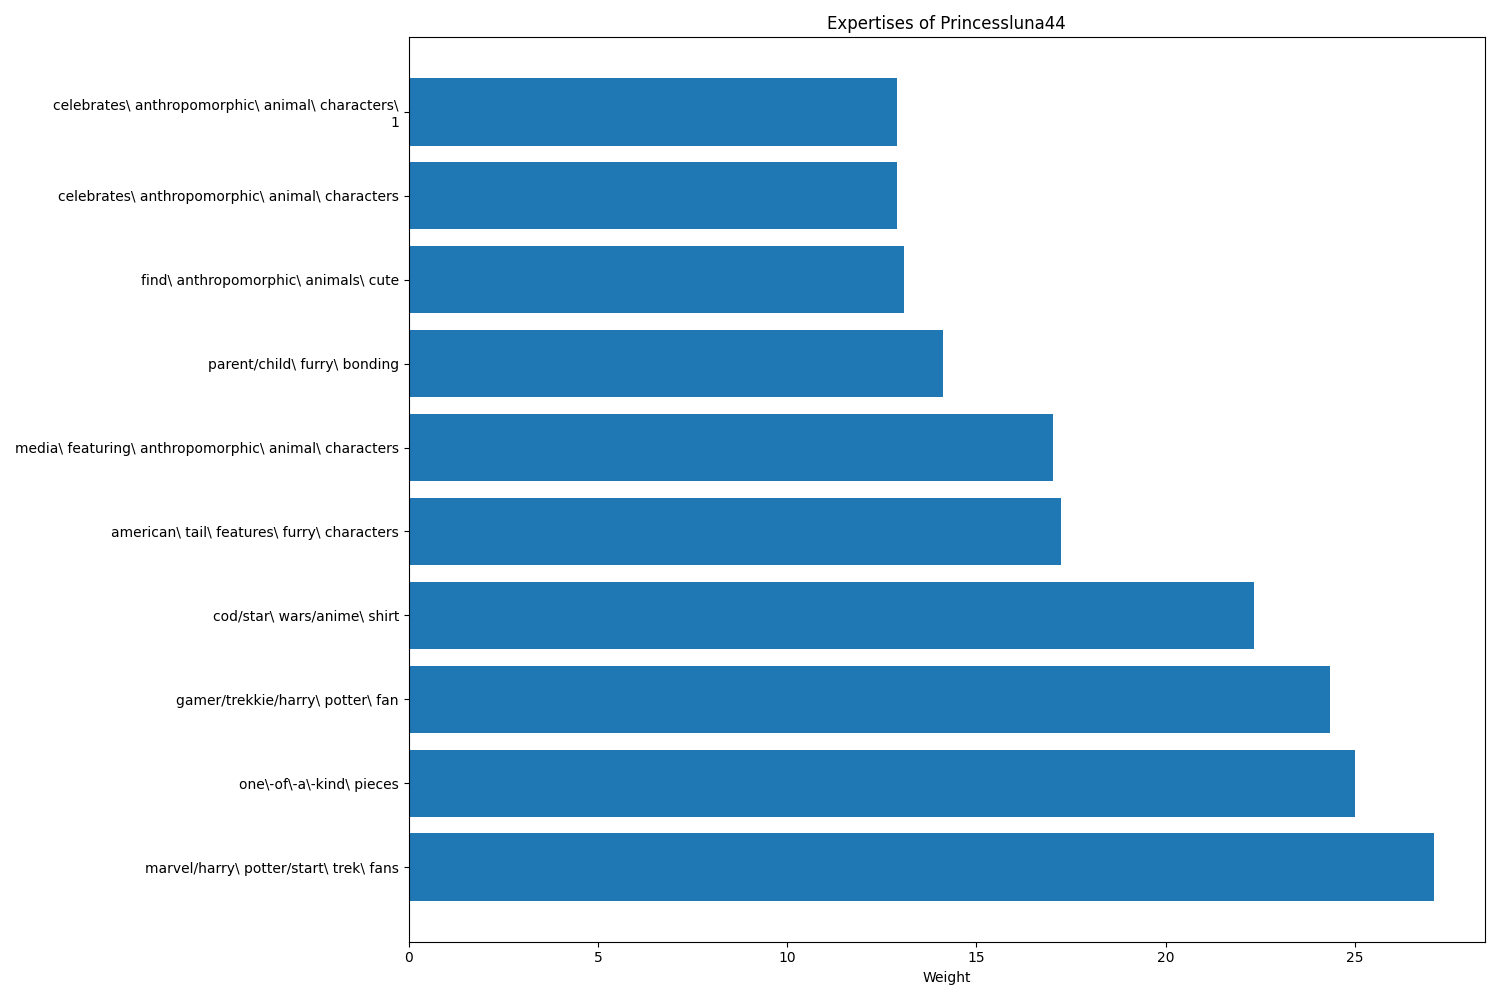 Expertises of Princessluna44
celebrates\ anthropomorphic\ animal\ characters\
1
celebrates\ anthropomorphic\ animal\ characters
find\ anthropomorphic\ animals\ cute
parent/child\ furry\ bonding
media\ featuring\ anthropomorphic\ animal\ characters
american\ tail\ features\ furry\ characters
cod/star\ wars/anime\ shirt
gamer/trekkie/harry\ potter\ fan
one\-of\-a\-kind\ pieces
marvel/harry\ potter/start\ trek\ fans
0 5 10 15 20 25
Weight